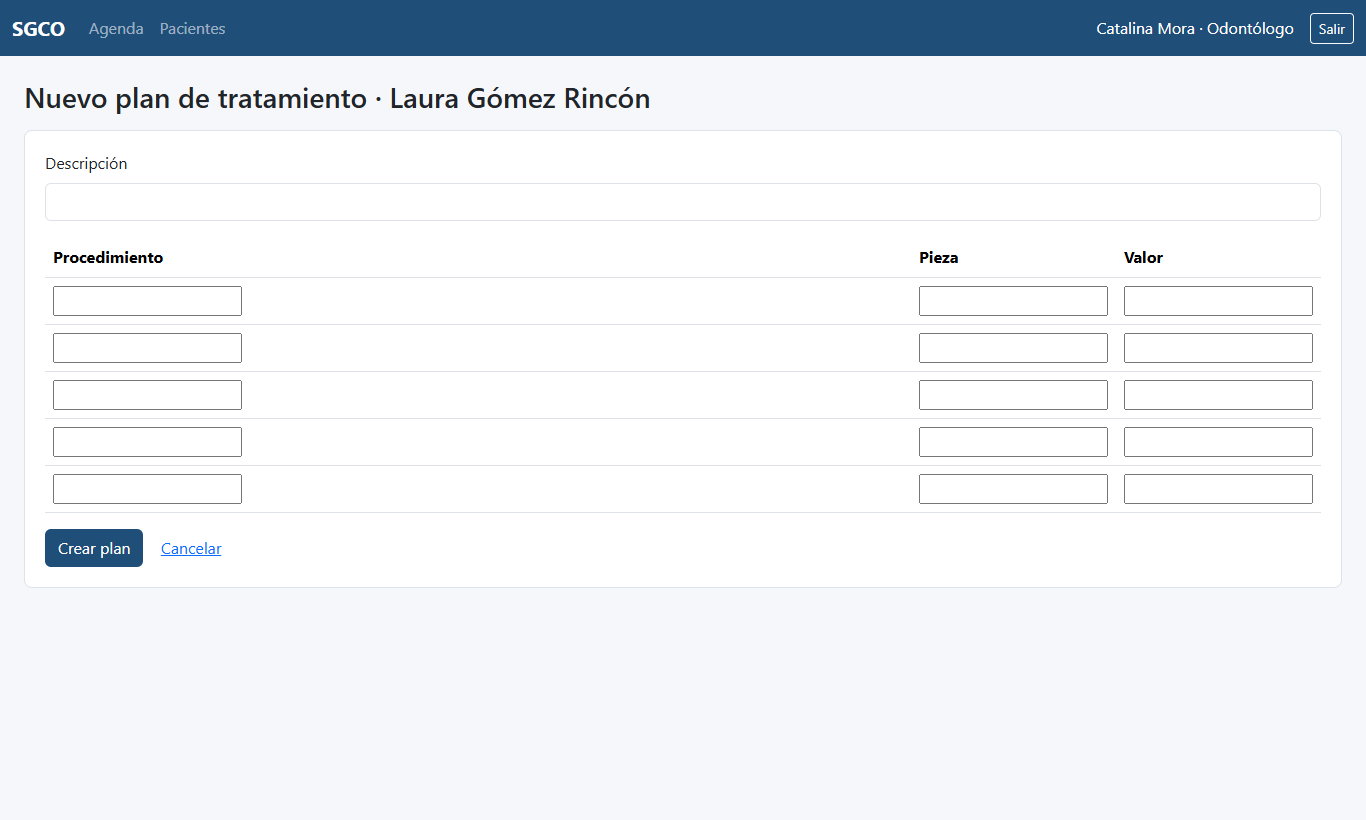 SGCO Agenda Pacientes Catalina Mora · Odontólogo Salir
Nuevo plan de tratamiento · Laura Gómez Rincón
Descripción
Procedimiento Pieza Valor
Crear plan Cancelar